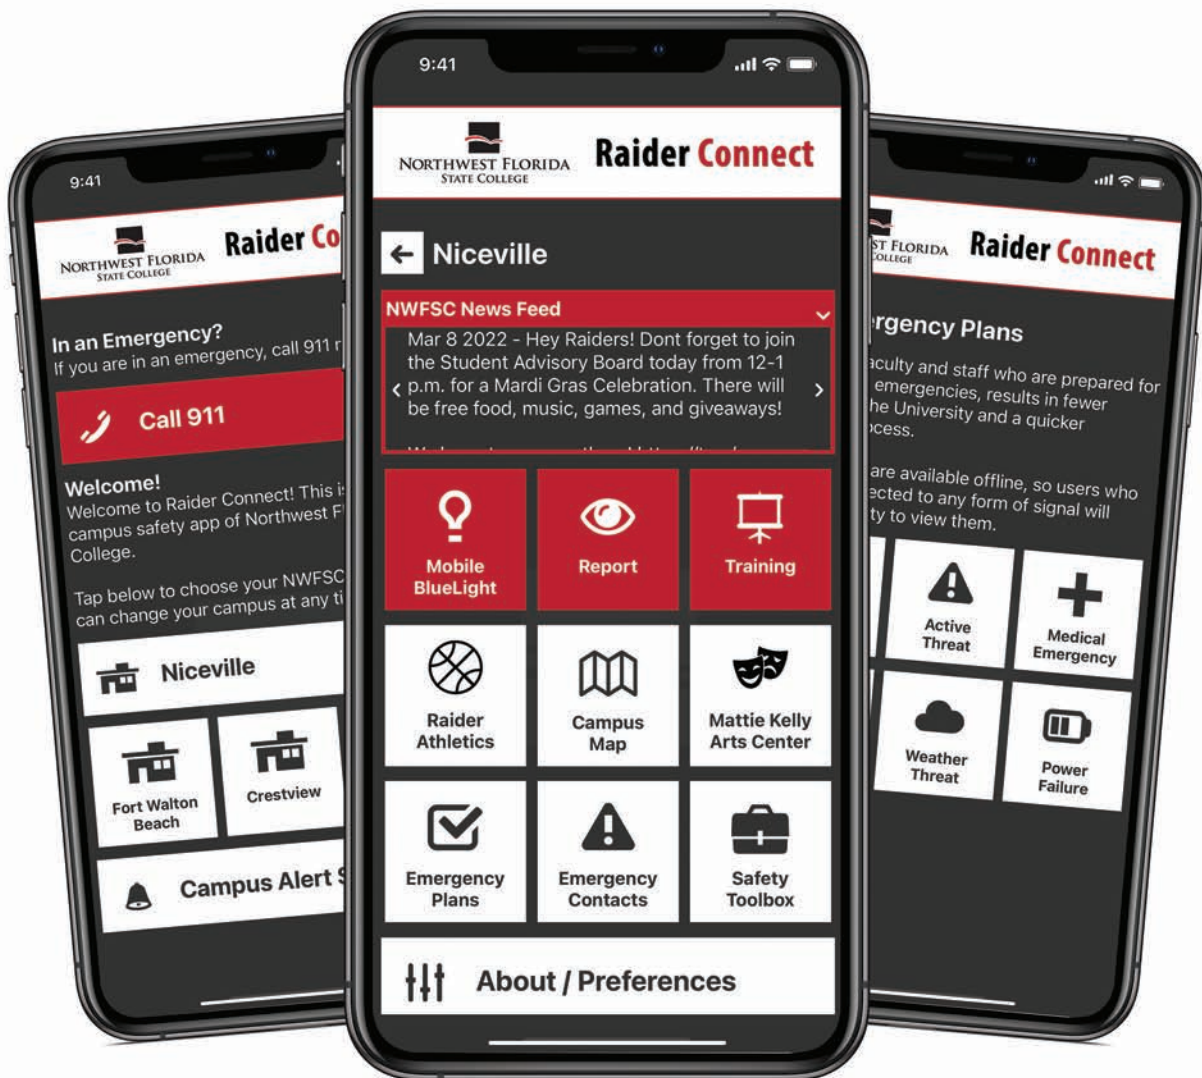 9:41
NORTHWEST FLORIDA
STATE COLLEGE
Raider Co
In an Emergency?
If you are in an emergency, call 911 r
Call 911
Welcome!
Welcome to Raider Connect! This i
campus safety app of Northwest F
College.
Tap below to choose your NWFSC
can change your campus at any ti
Niceville
Fort Walton
Beach
Crestview
Campus Alert S
9:41
NORTHWEST FLORIDA
STATE COLLEGE
Raider Connect
Niceville
NWFSC News Feed
Mar 8 2022 - Hey Raiders! Dont forget to join
the Student Advisory Board today from 12-1
p.m. for a Mardi Gras Celebration. There will
be free food, music, games, and giveaways!
Mobile
BlueLight
Report
Training
Raider
Athletics
Campus
Map
Mattie Kelly
Arts Center
Emergency
Plans
Emergency
Contacts
Safety
Toolbox
About / Preferences
ST FLORIDA
COLLEGE
Raider Connect
rgency Plans
aculty and staff who are prepared for
emergencies, results in fewer
he University and a quicker
ocess.
are available offline, so users who
ected to any form of signal will
ty to view them.
Active
Threat
Medical
Emergency
Weather
Threat
Power
Failure